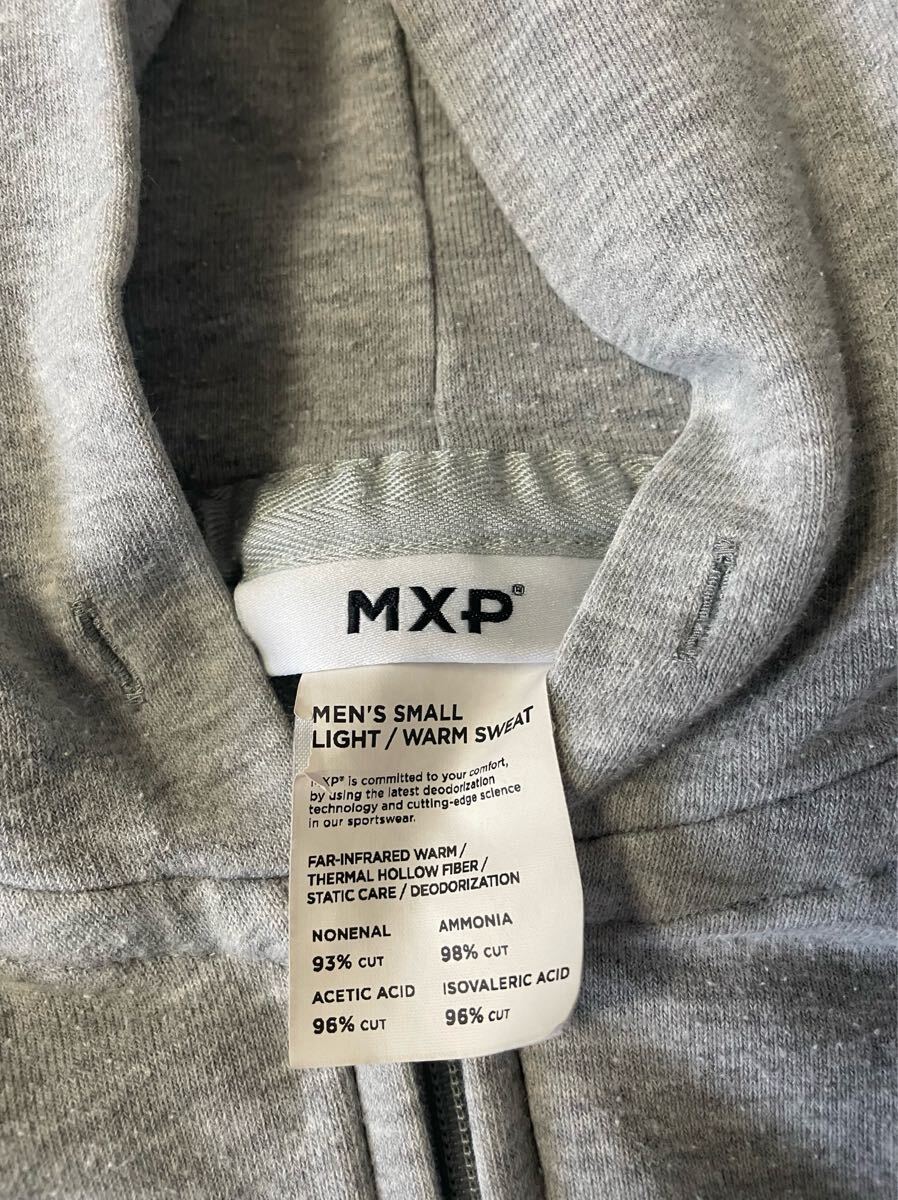 MXP
MEN'S SMALL
LIGHT / WARM SWEAT
MXP® is committed to your comfort,
by using the latest deodorization
technology and cutting-edge science
in our sportswear.
FAR-INFRARED WARM /
THERMAL HOLLOW FIBER /
STATIC CARE / DEODORIZATION
NONENAL AMMONIA
93% CUT 98% CUT
ACETIC ACID ISOVALERIC ACID
96% CUT 96% CUT